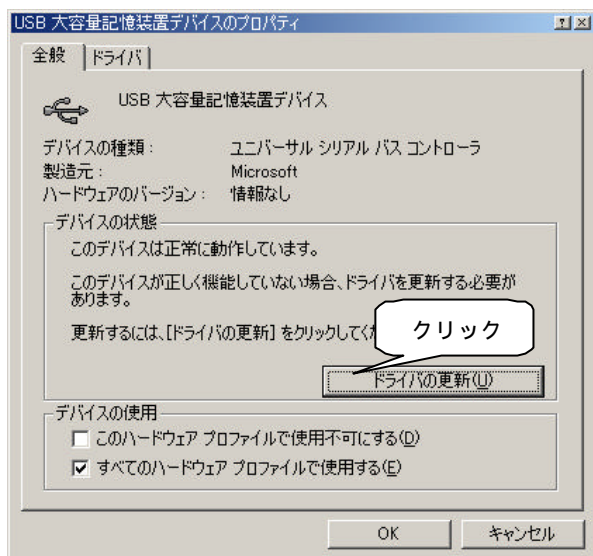 USB 大容量記憶装置デバイスのプロパティ
全般 ドライバ
USB 大容量記憶装置デバイス
デバイスの種類： ユニバーサル シリアル バス コントローラ
製造元： Microsoft
ハードウェアのバージョン： 情報なし
デバイスの状態
このデバイスは正常に動作しています。
このデバイスが正しく機能していない場合、ドライバを更新する必要が
あります。
更新するには、[ドライバの更新] をクリックしてく
クリック
ドライバの更新(U)
デバイスの使用
このハードウェア プロファイルで使用不可にする(D)
すべてのハードウェア プロファイルで使用する(E)
OK キャンセル